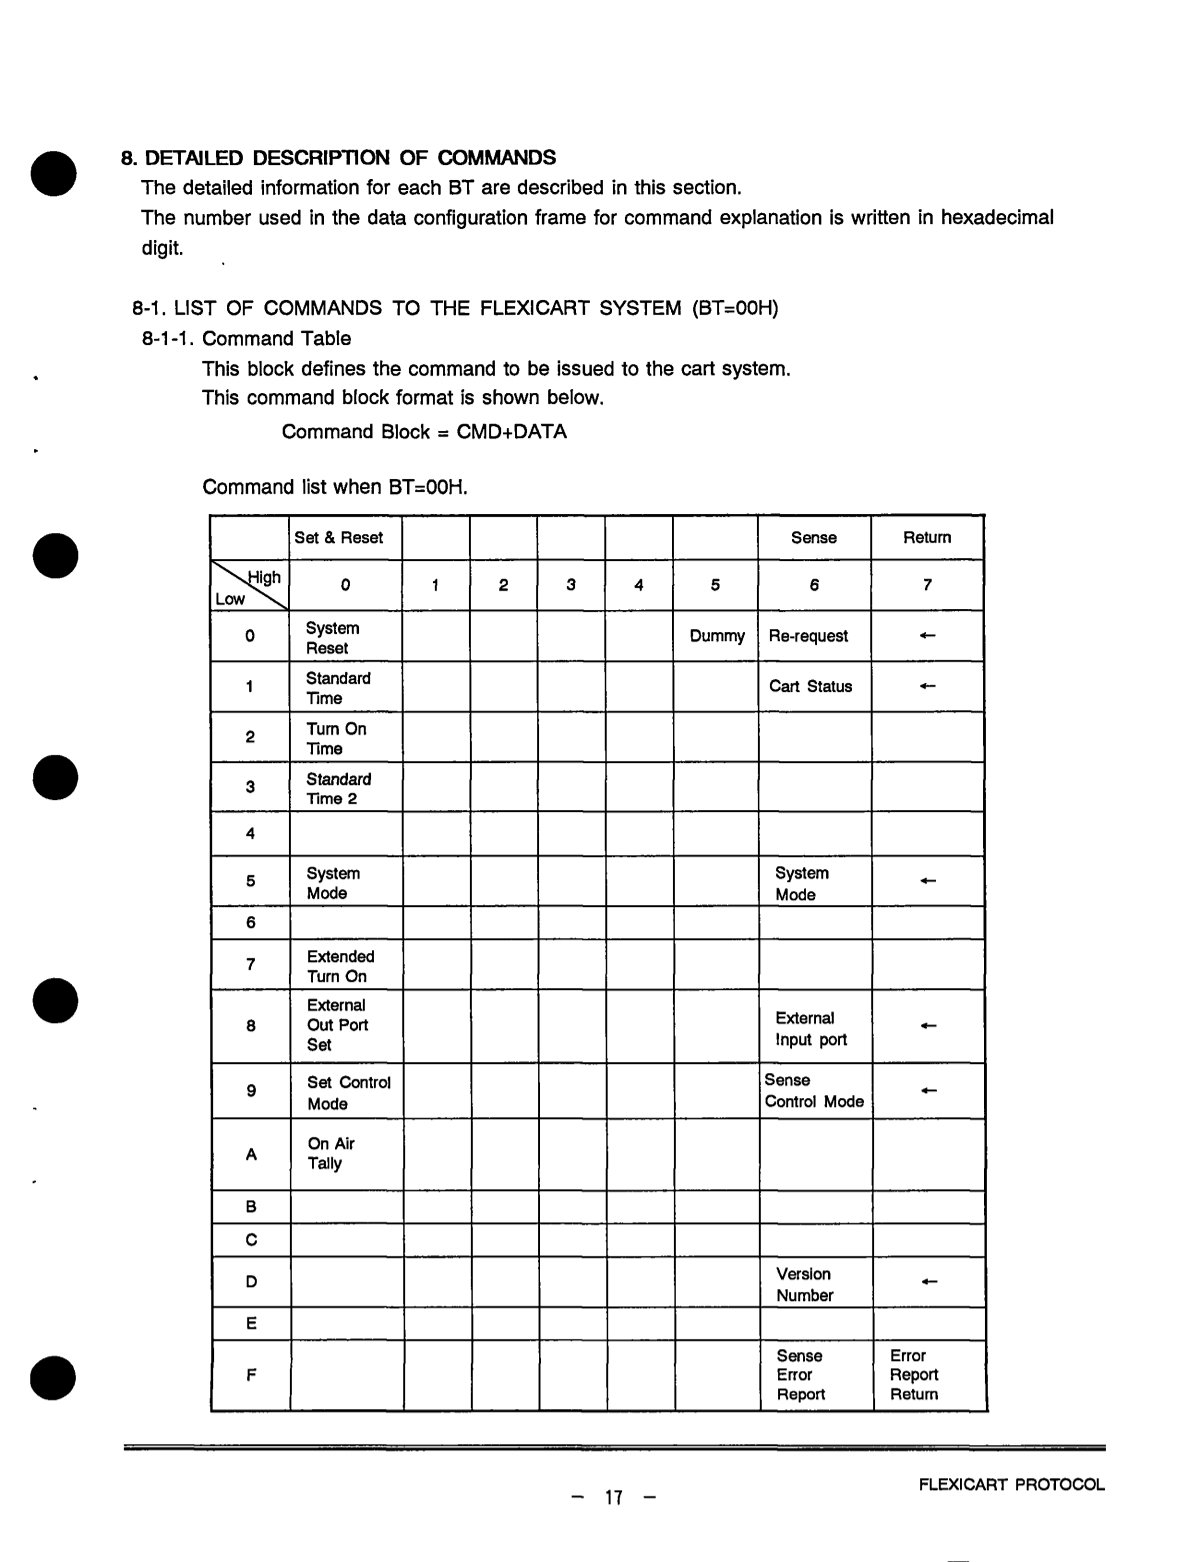 8. DETAILED DESCRIPTION OF COMMANDS
The detailed information for each BT are described in this section.
The number used in the data configuration frame for command explanation is written in hexadecimal
digit.
8-1. LIST OF COMMANDS TO THE FLEXICART SYSTEM (BT=00H)
8-1-1. Command Table
This block defines the command to be issued to the cart system.
This command block format is shown below.
Command Block = CMD+DATA
Command list when BT=00H.
Set & Reset Sense Return
High
Low 0 1 2 3 4 5 6 7
0 System Reset Dummy Re-request ←
1 Standard Time Cart Status ←
2 Turn On Time
3 Standard Time 2
4
5 System Mode System Mode ←
6
7 Extended Turn On
8 External Out Port Set External Input port ←
9 Set Control Mode Sense Control Mode ←
A On Air Tally
B
C
D Version Number ←
E
F Sense Error Report Error Report Return
FLEXICART PROTOCOL
- 17 -